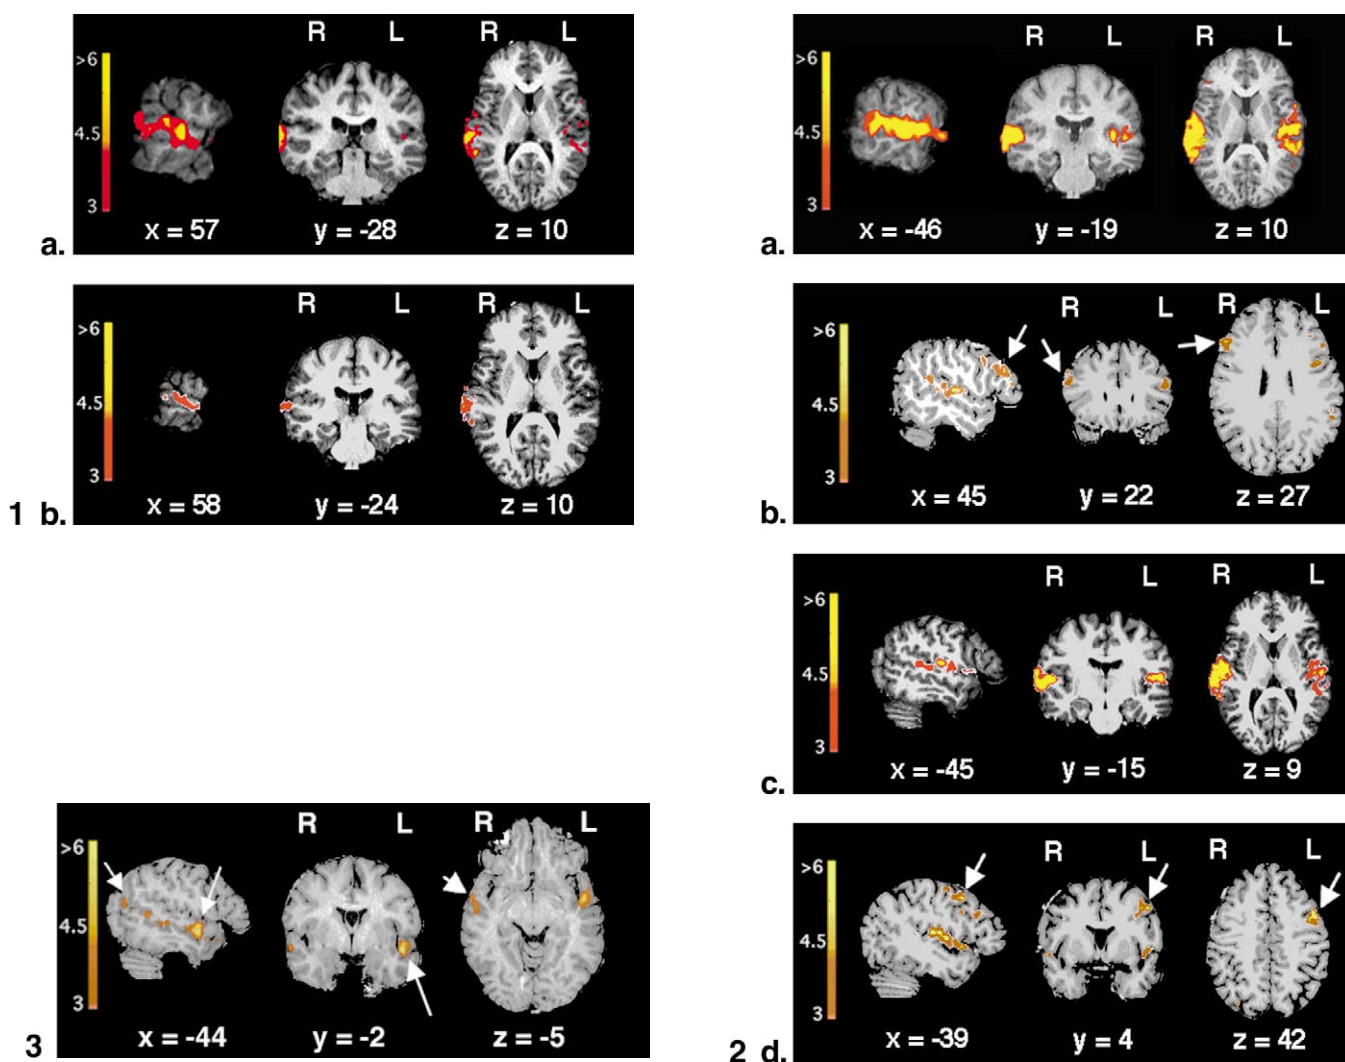 R L R L
>6
4.5
3
x = 57 y = -28 z = 10
a.
R L R L
>6
4.5
3
x = 58 y = -24 z = 10
1 b.
R L R L
>6
4.5
3
x = -44 y = -2 z = -5
3
R L R L
>6
4.5
3
x = -46 y = -19 z = 10
a.
R L R L
>6
4.5
3
x = 45 y = 22 z = 27
b.
R L R L
>6
4.5
3
x = -45 y = -15 z = 9
c.
R L R L
>6
4.5
3
x = -39 y = 4 z = 42
2 d.